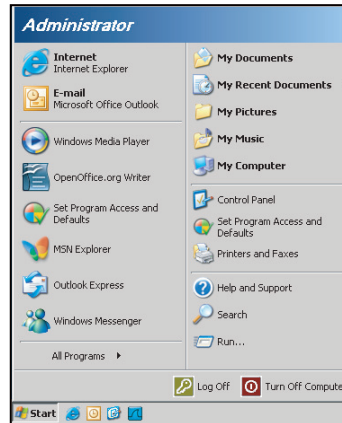 Administrator
Internet
Internet Explorer
E-mail
Microsoft Office Outlook
Windows Media Player
OpenOffice.org Writer
Set Program Access and
Defaults
MSN Explorer
Outlook Express
Windows Messenger
All Programs
My Documents
My Recent Documents
My Pictures
My Music
My Computer
Control Panel
Set Program Access and
Defaults
Printers and Faxes
Help and Support
Search
Run...
Log Off
Turn Off Compute
Start